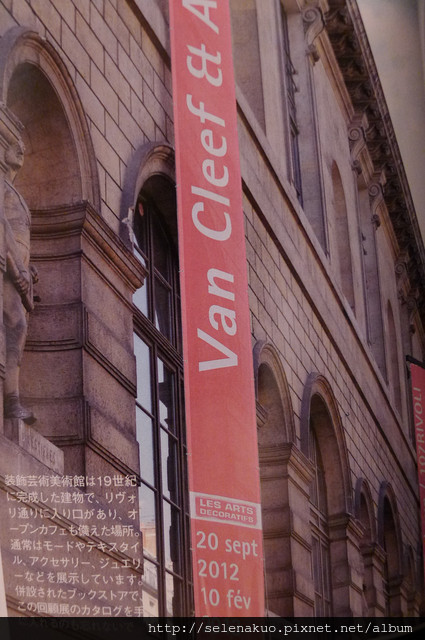 Van Cleef & A
LES ARTS
DÉCORATIFS
20 sept
2012
10 fév
装飾芸術美術館は19世紀
に完成した建物で、リヴォ
リ通りに入り口があり、オ
ープンカフェも備えた場所。
通常はモードやテキスタイ
ル、アクセサリー、ジュエリ
ーなどを展示しています。
併設されたブックストアで、
この回顧展のカタログを手
http://selenakuo.pixnet.net/album